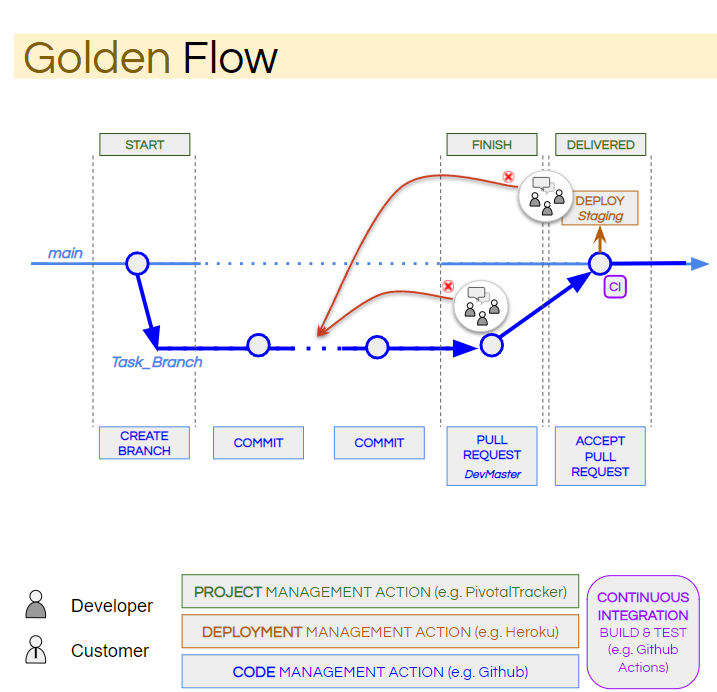 Golden Flow
START
FINISH
DELIVERED
DEPLOY
Staging
main
CI
Task_Branch
CREATE
BRANCH
COMMIT
COMMIT
PULL
REQUEST
DevMaster
ACCEPT
PULL
REQUEST
Developer
Customer
PROJECT MANAGEMENT ACTION (e.g. PivotalTracker)
DEPLOYMENT MANAGEMENT ACTION (e.g. Heroku)
CODE MANAGEMENT ACTION (e.g. Github)
CONTINUOUS
INTEGRATION
BUILD & TEST
(e.g. Github
Actions)